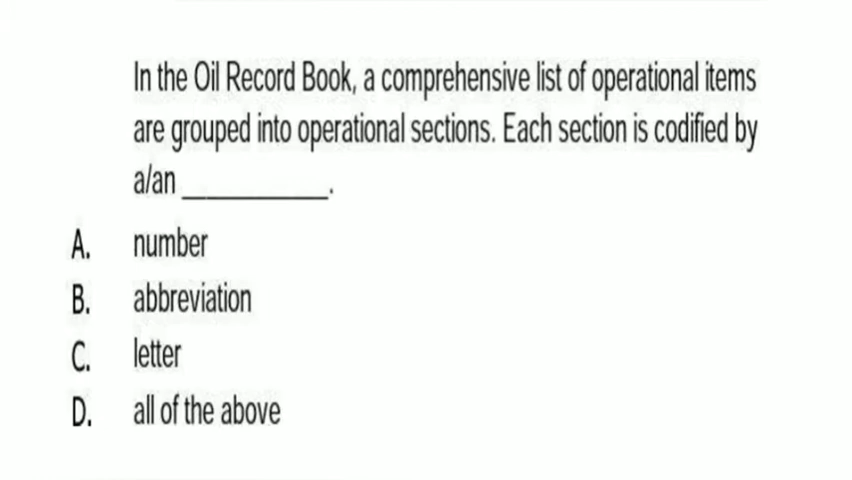 In the Oil Record Book, a comprehensive list of operational items
are grouped into operational sections. Each section is codified by
a/an ___________.
A. number
B. abbreviation
C. letter
D. all of the above